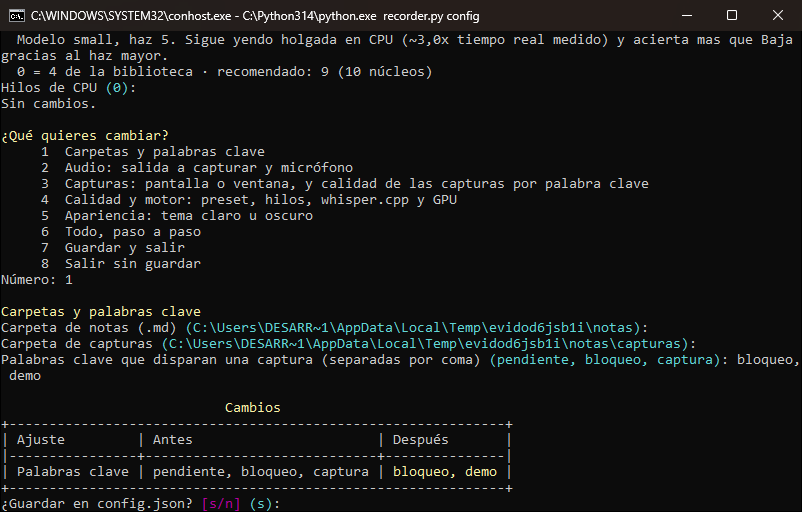 C:\WINDOWS\SYSTEM32\conhost.exe - C:\Python314\python.exe  recorder.py config
Modelo small, haz 5. Sigue yendo holgada en CPU (~3,0x tiempo real medido) y acierta mas que Baja
gracias al haz mayor.
0 = 4 de la biblioteca · recomendado: 9 (10 núcleos)
Hilos de CPU (0):
Sin cambios.
¿Qué quieres cambiar?
1  Carpetas y palabras clave
2  Audio: salida a capturar y micrófono
3  Capturas: pantalla o ventana, y calidad de las capturas por palabra clave
4  Calidad y motor: preset, hilos, whisper.cpp y GPU
5  Apariencia: tema claro u oscuro
6  Todo, paso a paso
7  Guardar y salir
8  Salir sin guardar
Número: 1
Carpetas y palabras clave
Carpeta de notas (.md) (C:\Users\DESARR~1\AppData\Local\Temp\evidod6jsb1i\notas):
Carpeta de capturas (C:\Users\DESARR~1\AppData\Local\Temp\evidod6jsb1i\notas\capturas):
Palabras clave que disparan una captura (separadas por coma) (pendiente, bloqueo, captura): bloqueo,
demo
Cambios
| Ajuste | Antes | Después |
| Palabras clave | pendiente, bloqueo, captura | bloqueo, demo |
¿Guardar en config.json? [s/n] (s):